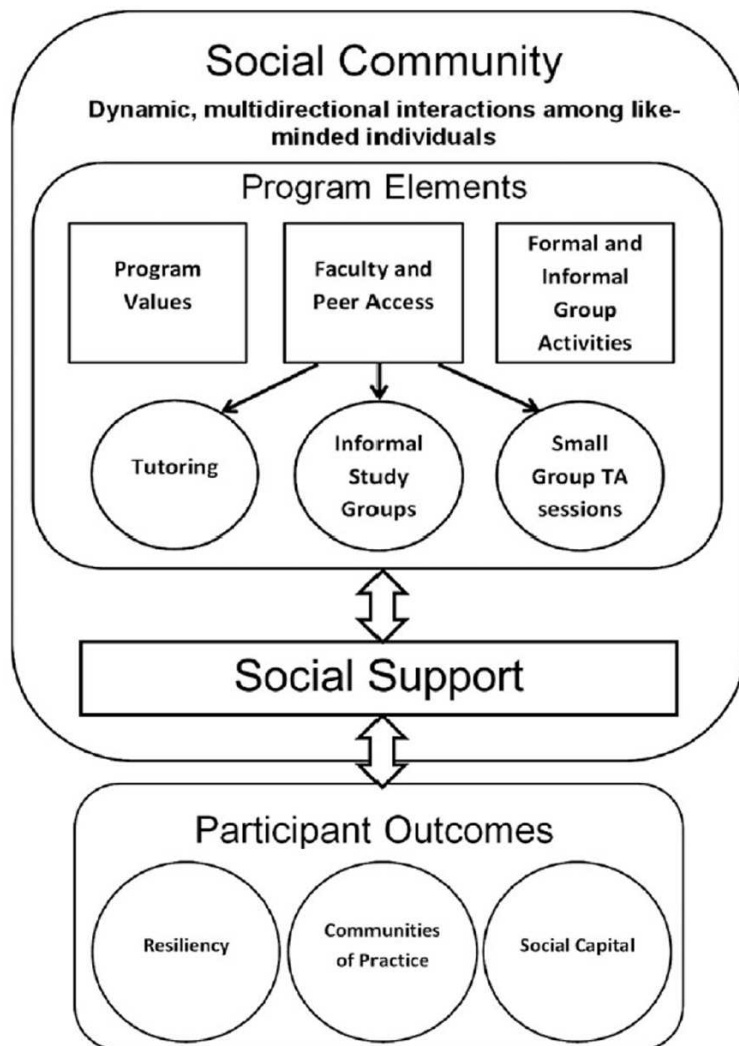 Social Community
Dynamic, multidirectional interactions among like-
minded individuals
Program Elements
Program
Values
Faculty and
Peer Access
Formal and
Informal
Group
Activities
Tutoring
Informal
Study
Groups
Small
Group TA
sessions
Social Support
Participant Outcomes
Resiliency
Communities
of Practice
Social Capital